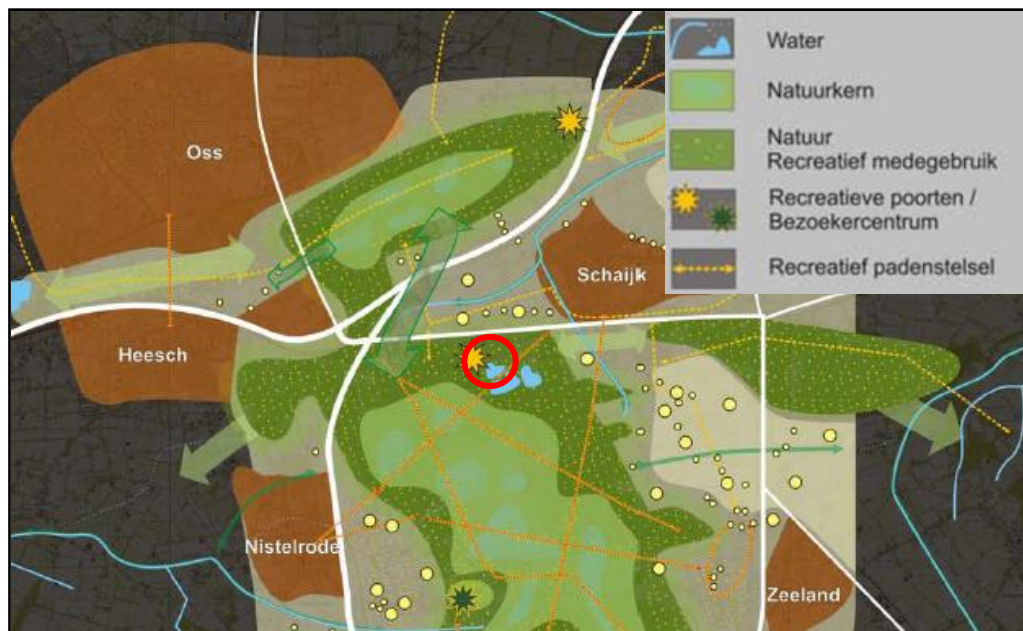 Water
Natuurkern
Natuur
Recreatief medegebruik
Recreatieve poorten /
Bezoekercentrum
Recreatief padenstelsel
Oss
Schaijk
Heesch
Nistelrode
Zeeland